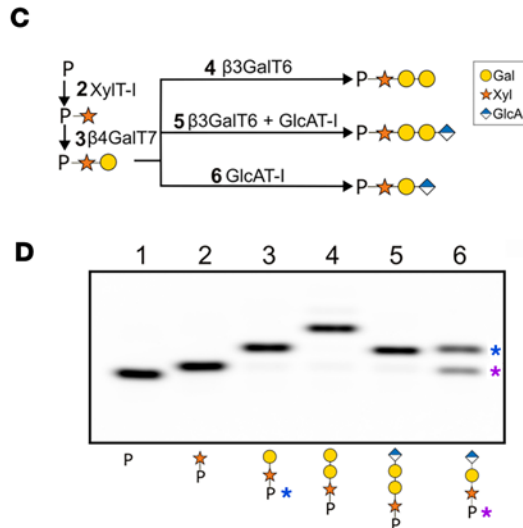 C
P
2 XylT-I
P
3 β4GalT7
P
4 β3GalT6
P
5 β3GalT6 + GlcAT-I
P
6 GlcAT-I
P
Gal
Xyl
GlcA
D
1 2 3 4 5 6
*
*
P P P * P P P *